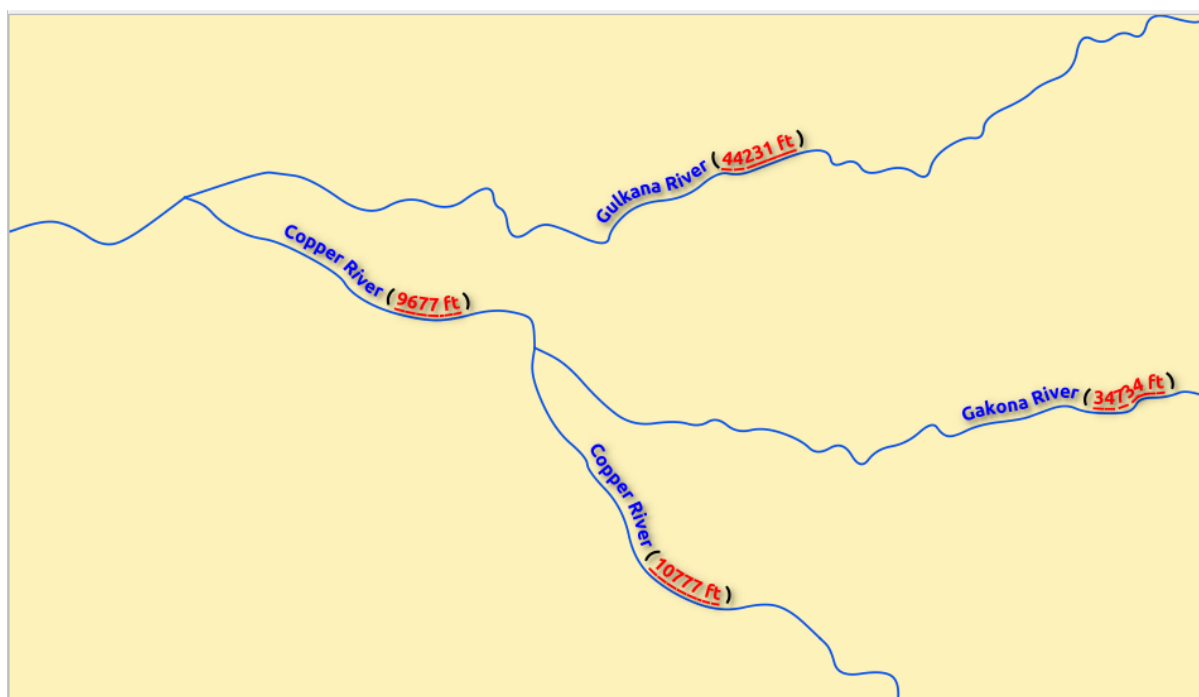 Gulkana River (44231 ft)
Copper River (9677 ft)
Gakona River (34734 ft)
Copper River (10777 ft)